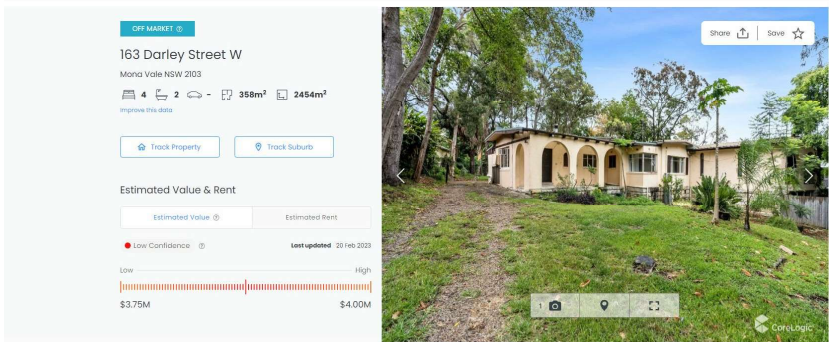 OFF MARKET
163 Darley Street W
Mona Vale NSW 2103
4 2 - 358m² 2454m²
Improve this data
Track Property Track Suburb
Estimated Value & Rent
Estimated Value Estimated Rent
Low Confidence Last updated 20 Feb 2023
Low High
$3.75M $4.00M
Share Save
1
CoreLogic